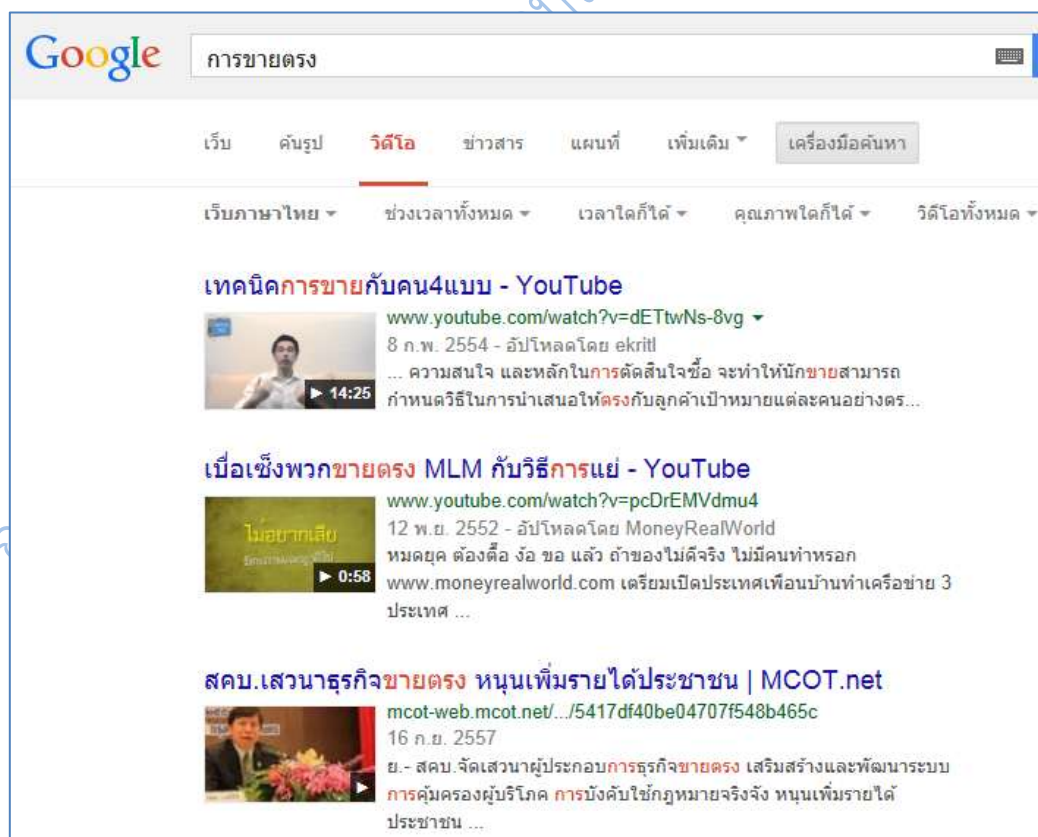 Google
การขายตรง
เว็บ ค้นรูป วิดีโอ ข่าวสาร แผนที่ เพิ่มเติม เครื่องมือค้นหา
เว็บภาษาไทย ช่วงเวลาทั้งหมด เวลาใดก็ได้ คุณภาพใดก็ได้ วิดีโอทั้งหมด
เทคนิคการขายกับคน4แบบ - YouTube
www.youtube.com/watch?v=dETtwNs-8vg
8 ก.พ. 2554 - อัปโหลดโดย ekritl
... ความสนใจ และหลักในการตัดสินใจซื้อ จะทำให้นักขายสามารถ
14:25
กำหนดวิธีในการนำเสนอให้ตรงกับลูกค้าเป้าหมายแต่ละคนอย่างตร...
เบื่อเซ็งพวกขายตรง MLM กับวิธีการแย่ - YouTube
www.youtube.com/watch?v=pcDrEMVdmu4
12 พ.ย. 2552 - อัปโหลดโดย MoneyRealWorld
ไม่อยากเสีย
หมดยุค ต้องตื๊อ ง้อ ขอ แล้ว ถ้าของไม่ดีจริง ไม่มีคนทำหรอก
0:58
www.moneyrealworld.com เตรียมเปิดประเทศเพื่อนบ้านทำเครือข่าย 3
ประเทศ ...
สคบ.เสวนาธุรกิจขายตรง หนุนเพิ่มรายได้ประชาชน | MCOT.net
mcot-web.mcot.net/.../5417df40be04707f548b465c
16 ก.ย. 2557
ย.- สคบ.จัดเสวนาผู้ประกอบการธุรกิจขายตรง เสริมสร้างและพัฒนาระบบ
การคุ้มครองผู้บริโภค การบังคับใช้กฎหมายจริงจัง หนุนเพิ่มรายได้
ประชาชน ...